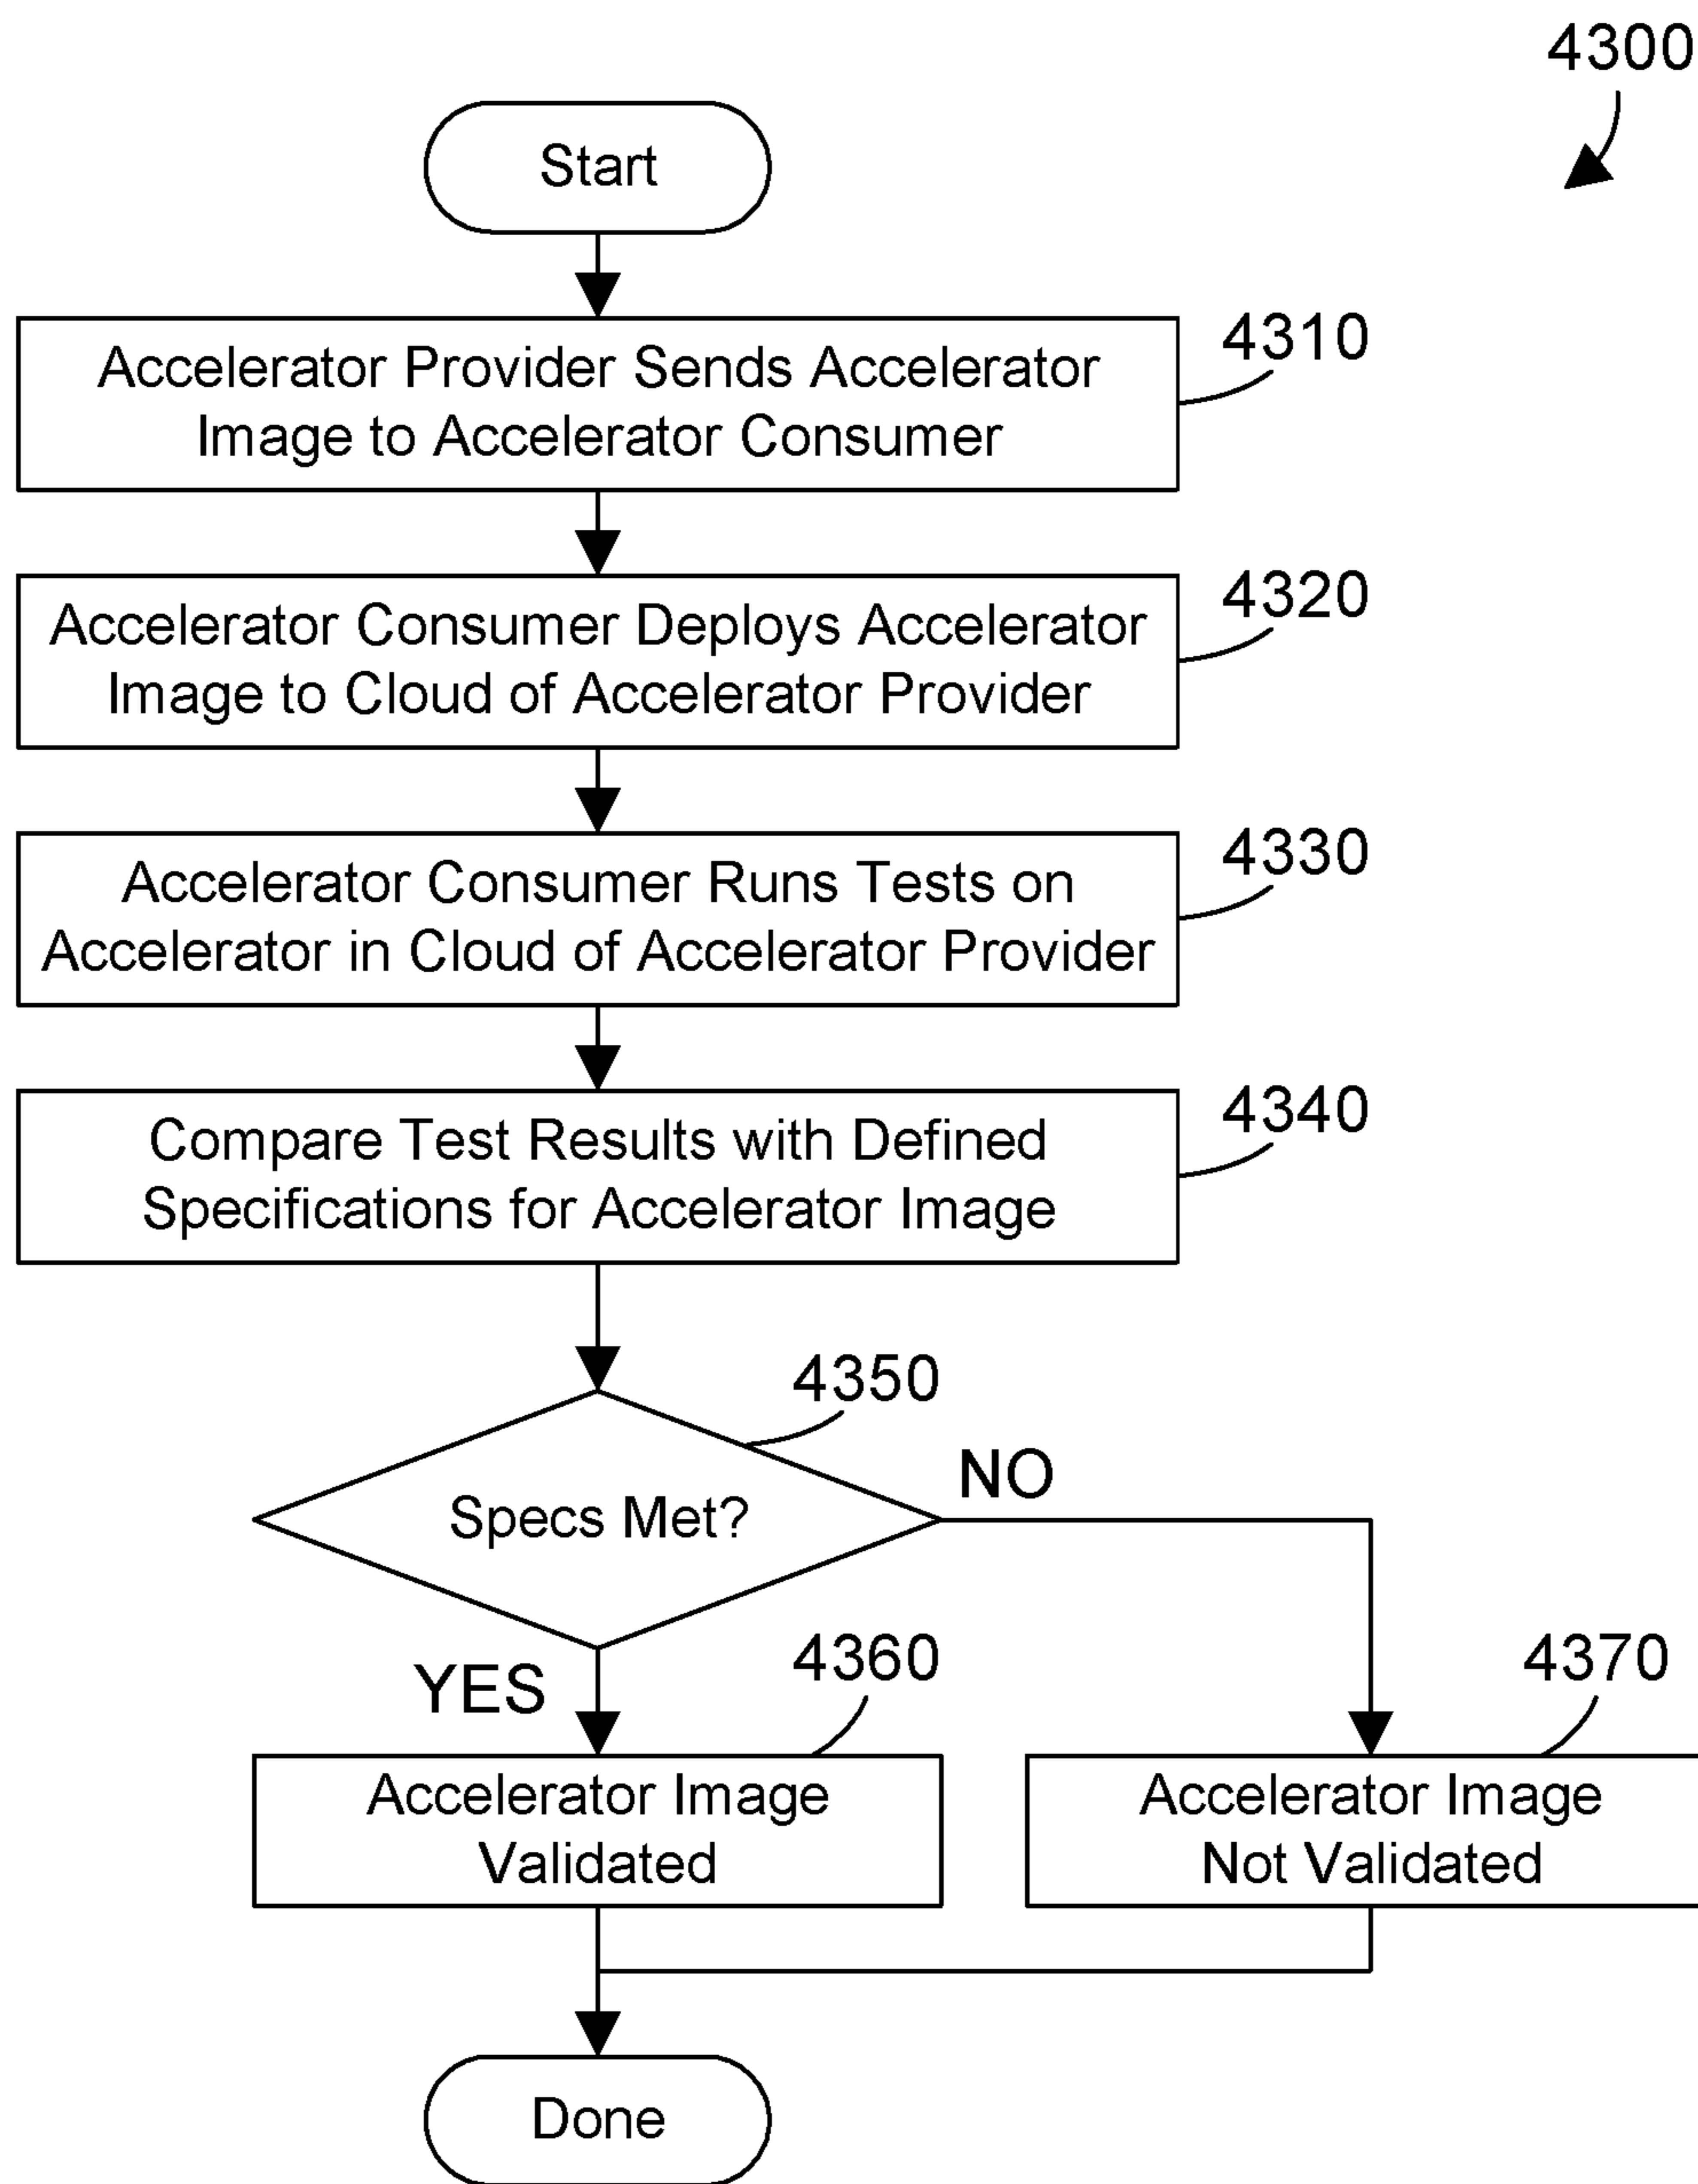 4300
Start
4310
Accelerator Provider Sends Accelerator
Image to Accelerator Consumer
4320
Accelerator Consumer Deploys Accelerator
Image to Cloud of Accelerator Provider
4330
Accelerator Consumer Runs Tests on
Accelerator in Cloud of Accelerator Provider
4340
Compare Test Results with Defined
Specifications for Accelerator Image
4350
Specs Met?
NO
YES
4360
Accelerator Image
Validated
4370
Accelerator Image
Not Validated
Done